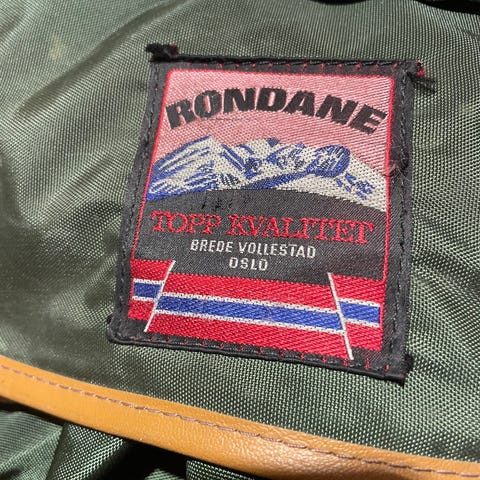 RONDANE
TOPP KVALITET
BREDE VOLLESTAD
OSLO